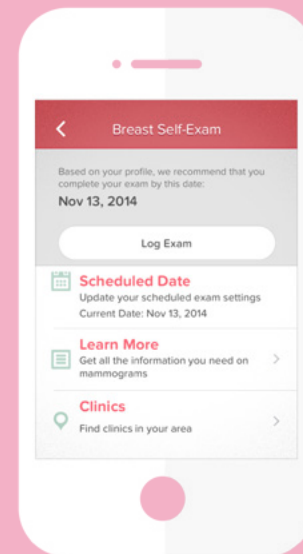 Breast Self-Exam
Based on your profile, we recommend that you
complete your exam by this date:
Nov 13, 2014
Log Exam
Scheduled Date
Update your scheduled exam settings
Current Date: Nov 13, 2014
Learn More
Get all the information you need on
mammograms
Clinics
Find clinics in your area